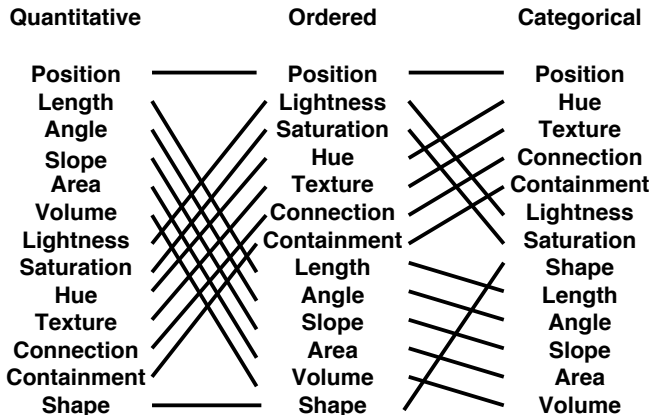 Quantitative Ordered Categorical
Position Position Position
Length Lightness Hue
Angle Saturation Texture
Slope Hue Connection
Area Texture Containment
Volume Connection Lightness
Lightness Containment Saturation
Saturation Length Shape
Hue Angle Length
Texture Slope Angle
Connection Area Slope
Containment Volume Area
Shape Shape Volume